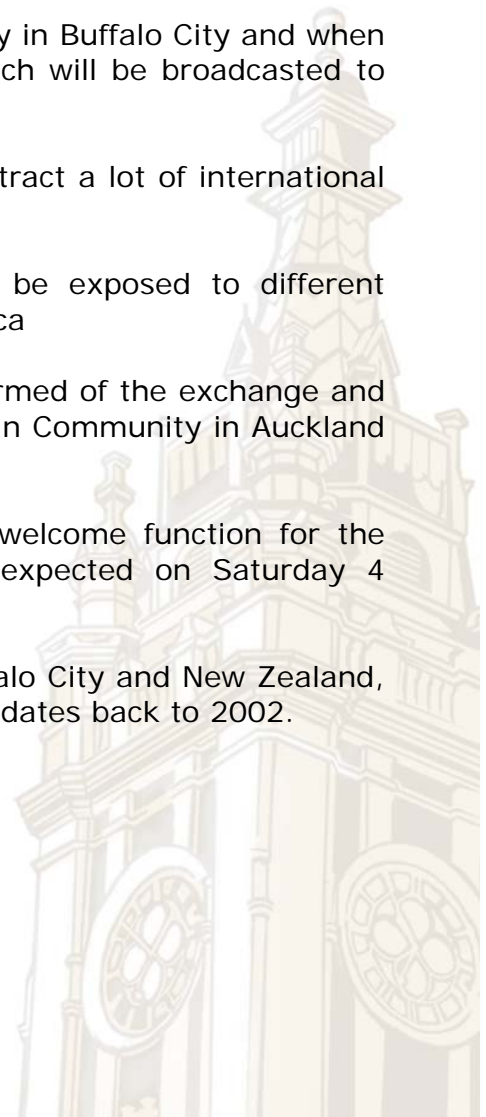 y in Buffalo City and when
ch will be broadcasted to
tract a lot of international
be exposed to different
ca
rmed of the exchange and
n Community in Auckland
welcome function for the
expected on Saturday 4
alo City and New Zealand,
dates back to 2002.